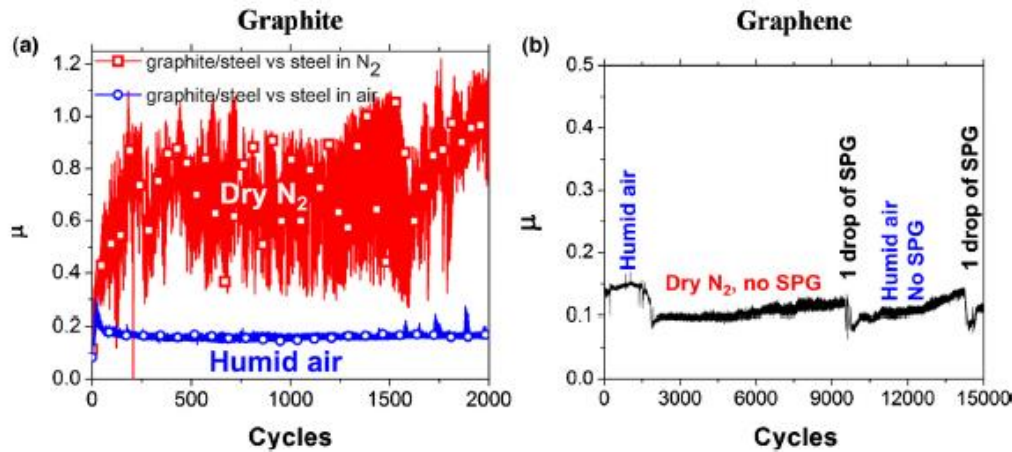 Graphite
(a)
graphite/steel vs steel in N2
graphite/steel vs steel in air
Dry N2
Humid air
μ
1.2
1.0
0.8
0.6
0.4
0.2
0.0
0
500
1000
1500
2000
Cycles
Graphene
(b)
Humid air
Dry N2, no SPG
1 drop of SPG
Humid air
No SPG
1 drop of SPG
μ
0.5
0.4
0.3
0.2
0.1
0.0
0
3000
6000
9000
12000
15000
Cycles